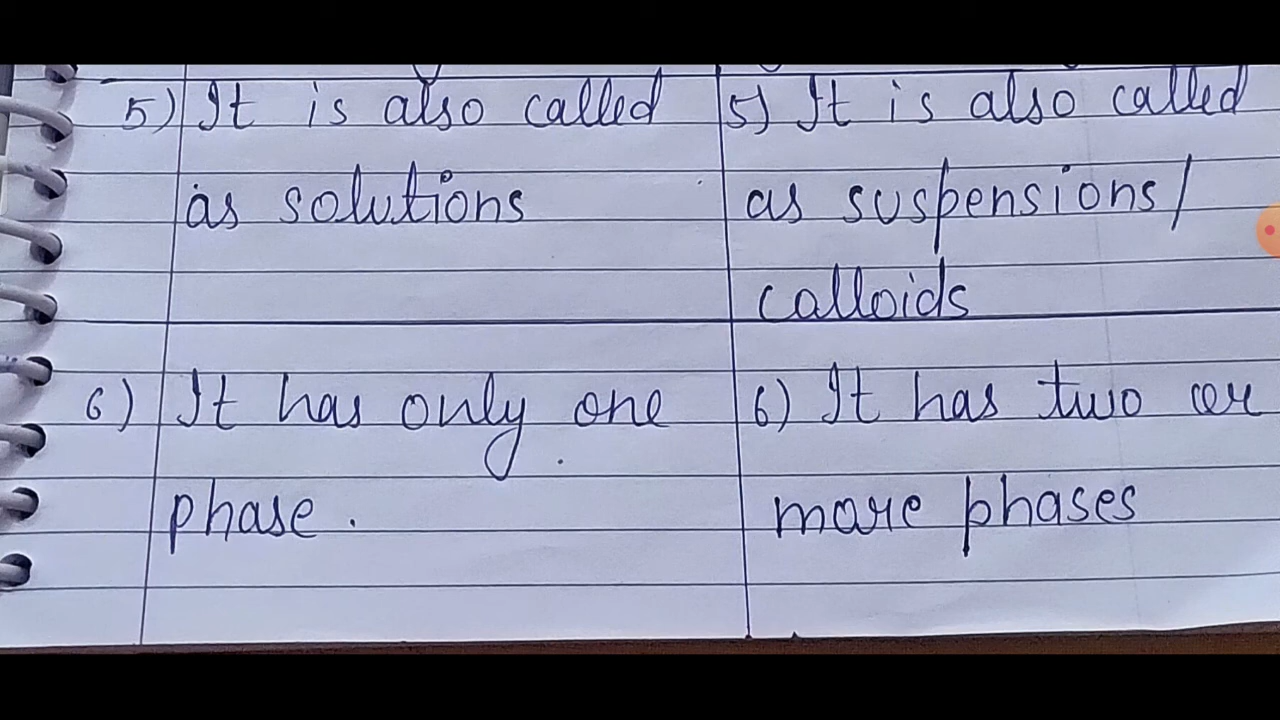 5) It is also called
as solutions
5) It is also called
as suspensions/
calloids
6) It has only one
phase.
6) It has two or
more phases